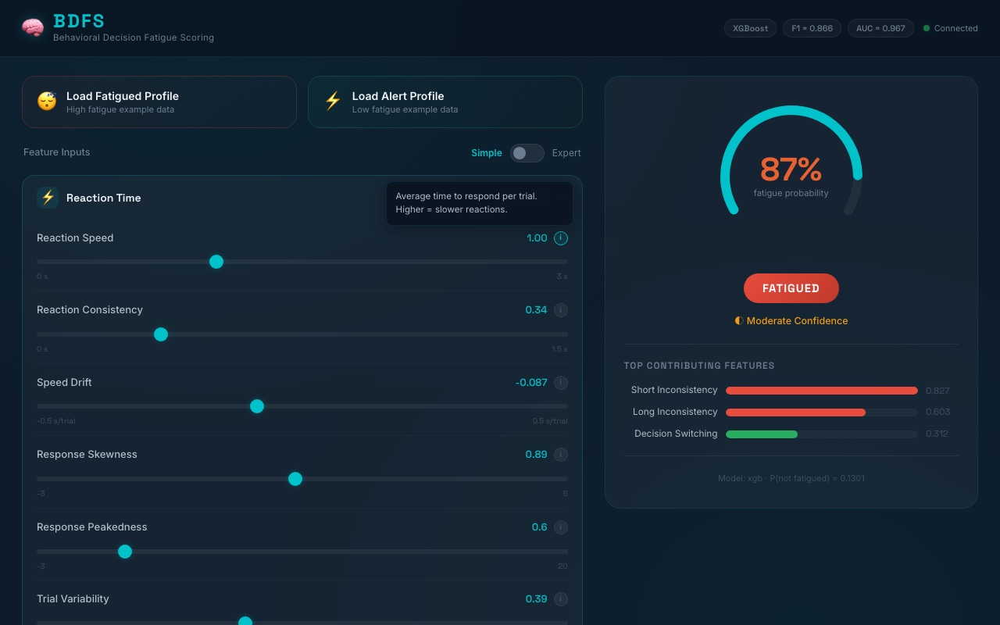 BDFS
Behavioral Decision Fatigue Scoring
XGBoost
F1 = 0.866
AUC = 0.967
Connected
Load Fatigued Profile
High fatigue example data
Load Alert Profile
Low fatigue example data
Feature Inputs
Simple
Expert
Reaction Time
Average time to respond per trial.
Higher = slower reactions.
Reaction Speed
1.00
i
0 s
3 s
Reaction Consistency
0.34
i
0 s
1.5 s
Speed Drift
-0.087
i
-0.5 s/trial
0.5 s/trial
Response Skewness
0.89
i
-3
5
Response Peakedness
0.6
i
-3
20
Trial Variability
0.39
i
87%
fatigue probability
FATIGUED
Moderate Confidence
TOP CONTRIBUTING FEATURES
Short Inconsistency
0.827
Long Inconsistency
0.603
Decision Switching
0.312
Model: xgb · P(not fatigued) = 0.1301